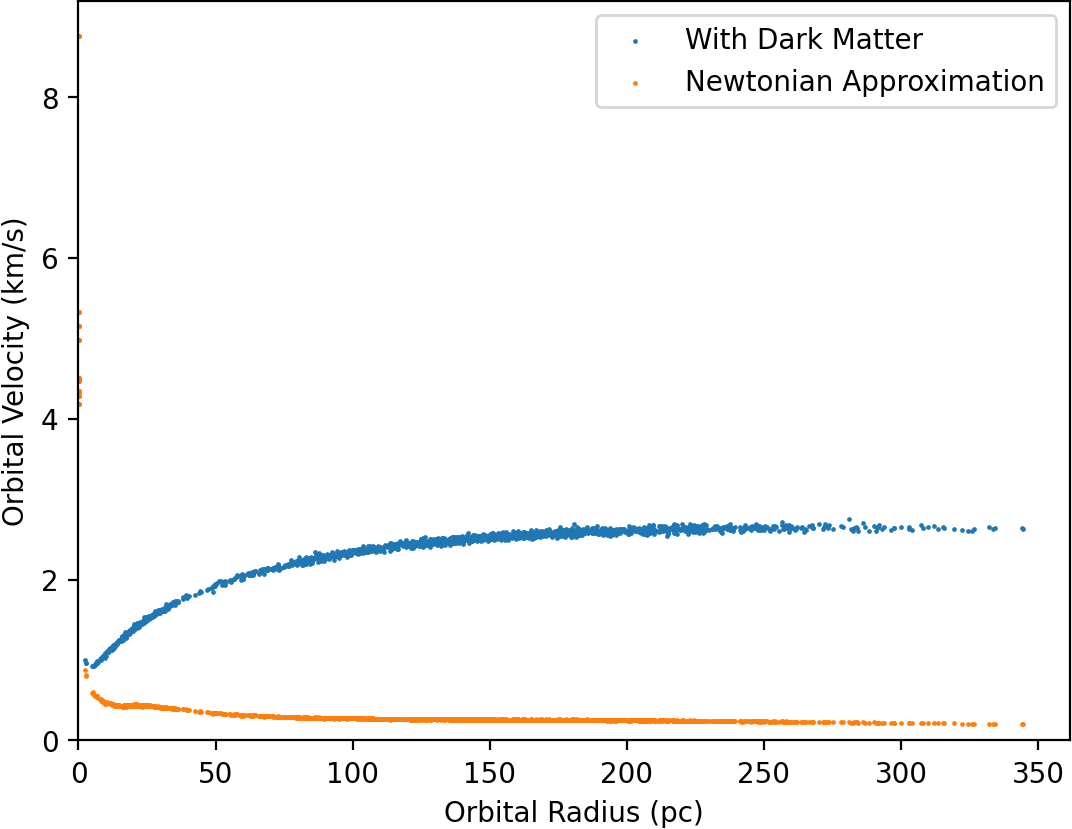 With Dark Matter
Newtonian Approximation
Orbital Velocity (km/s)
8
6
4
2
0
0 50 100 150 200 250 300 350
Orbital Radius (pc)